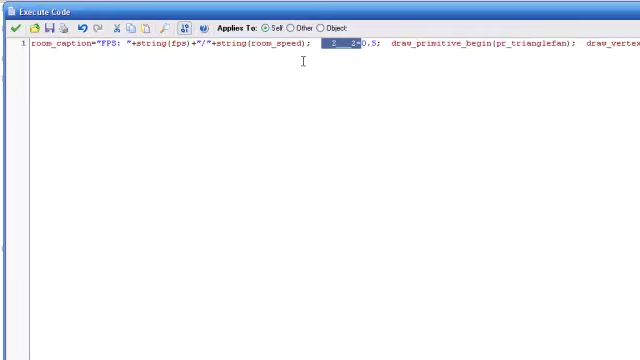 Execute Code
Applies To: Self Other Object:
1 room_caption="FPS: "+string(fps)+"/"+string(room_speed); Z___2=0.5; draw_primitive_begin(pr_trianglefan); draw_vertex